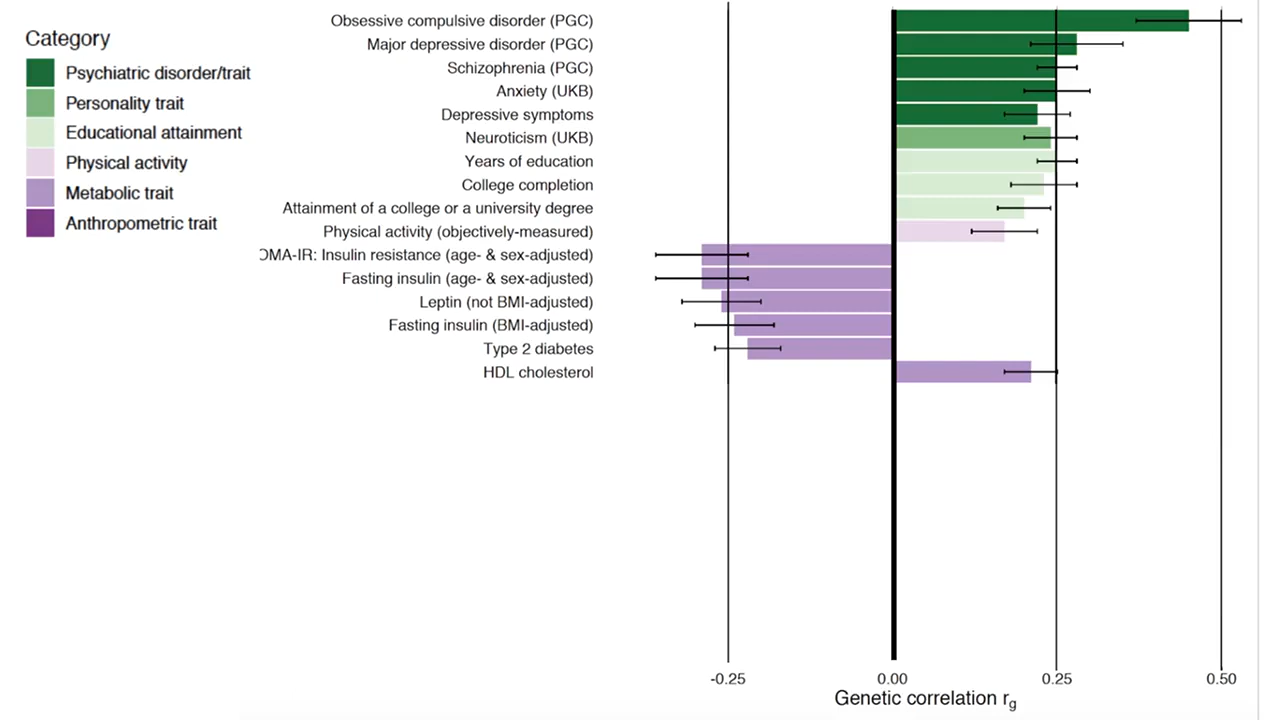 Category
Psychiatric disorder/trait
Personality trait
Educational attainment
Physical activity
Metabolic trait
Anthropometric trait
Obsessive compulsive disorder (PGC)
Major depressive disorder (PGC)
Schizophrenia (PGC)
Anxiety (UKB)
Depressive symptoms
Neuroticism (UKB)
Years of education
College completion
Attainment of a college or a university degree
Physical activity (objectively-measured)
OMA-IR: Insulin resistance (age- & sex-adjusted)
Fasting insulin (age- & sex-adjusted)
Leptin (not BMI-adjusted)
Fasting insulin (BMI-adjusted)
Type 2 diabetes
HDL cholesterol
-0.25 0.00 0.25 0.50
Genetic correlation rg